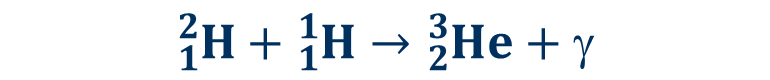 ²₁H + ¹₁H → ³₂He + γ